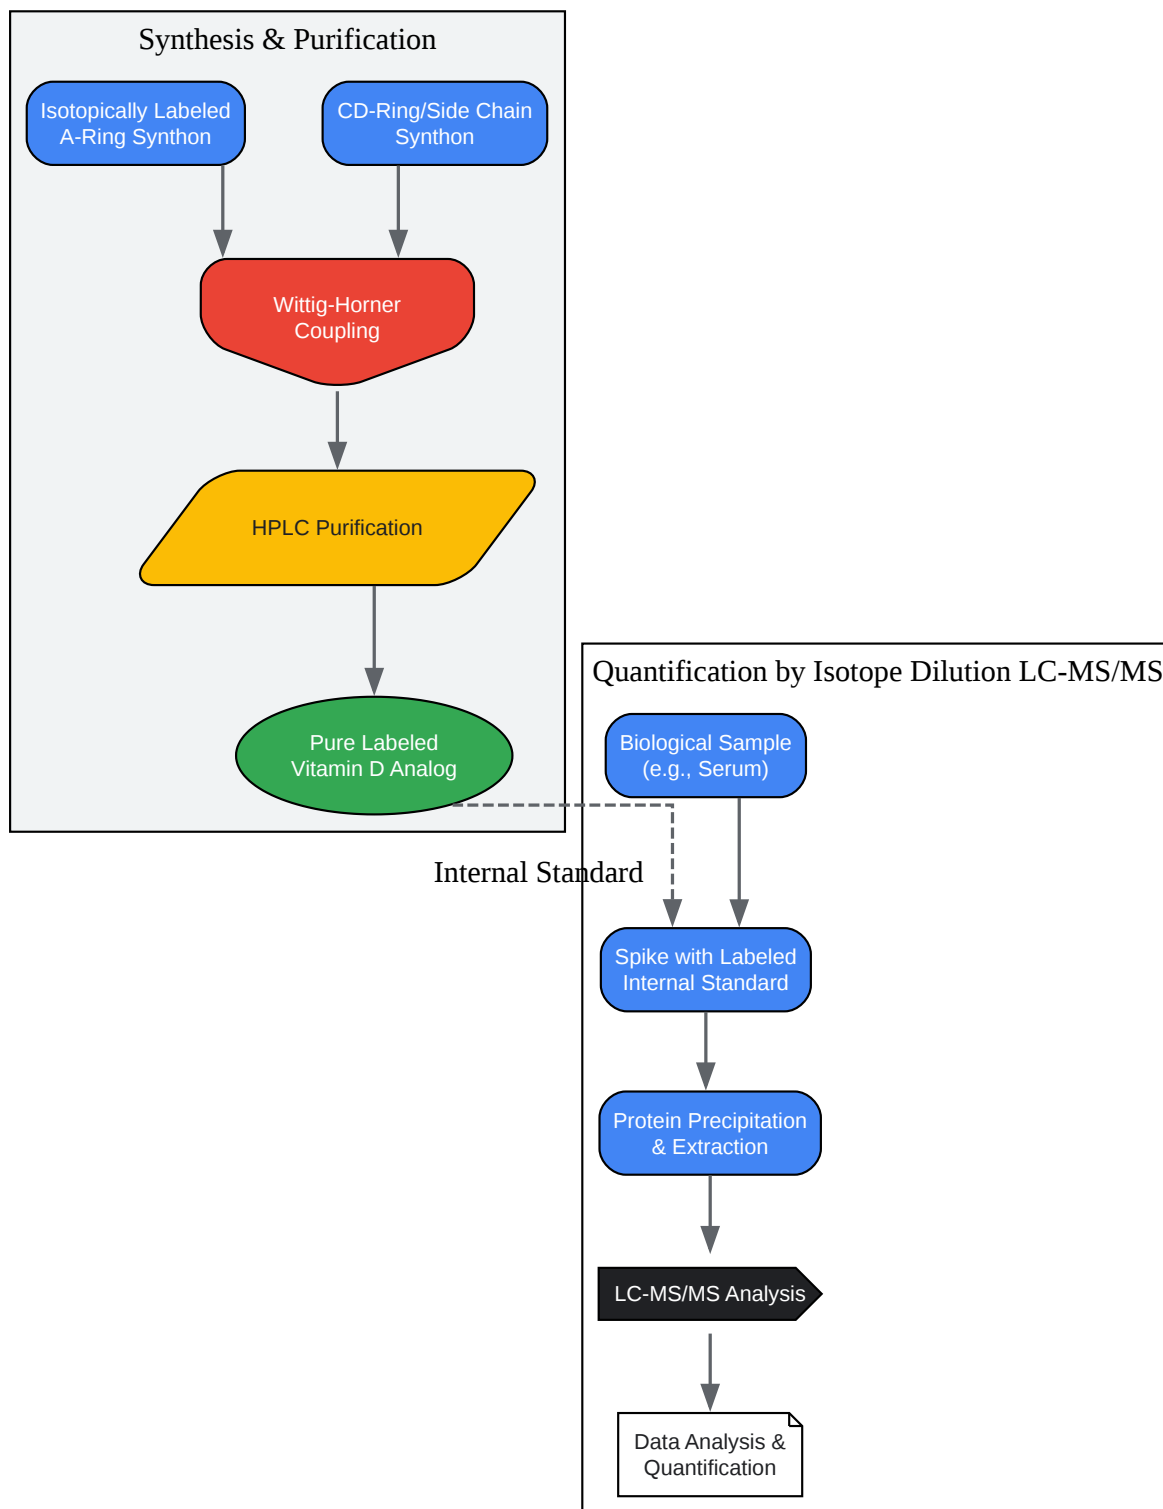 Synthesis & Purification
Isotopically Labeled
A-Ring Synthon
CD-Ring/Side Chain
Synthon
Wittig-Horner
Coupling
HPLC Purification
Pure Labeled
Vitamin D Analog
Internal Standard
Quantification by Isotope Dilution LC-MS/MS
Biological Sample
(e.g., Serum)
Spike with Labeled
Internal Standard
Protein Precipitation
& Extraction
LC-MS/MS Analysis
Data Analysis &
Quantification